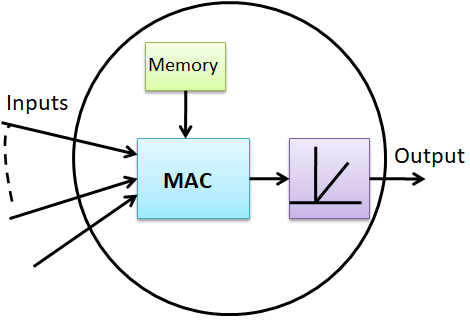 Memory
Inputs
MAC
Output